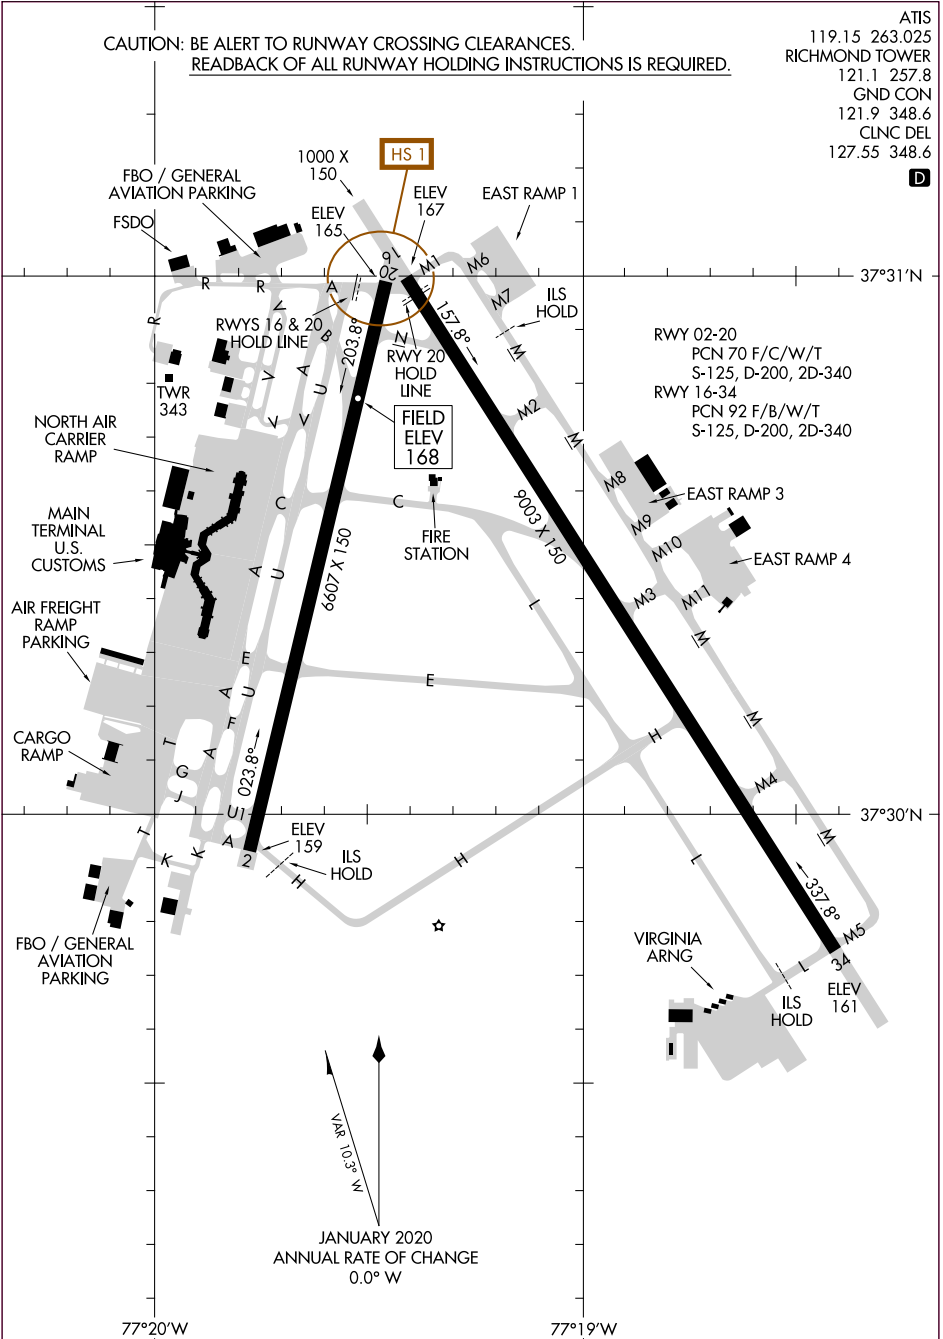 CAUTION: BE ALERT TO RUNWAY CROSSING CLEARANCES.
READBACK OF ALL RUNWAY HOLDING INSTRUCTIONS IS REQUIRED.
ATIS
119.15 263.025
RICHMOND TOWER
121.1 257.8
GND CON
121.9 348.6
CLNC DEL
127.55 348.6
D
HS 1
1000 X
150
FBO / GENERAL
AVIATION PARKING
FSDO
ELEV
165
ELEV
167
EAST RAMP 1
16
20
M1
M6
M7
37°31'N
R
R
R
A
V
RWYS 16 & 20
HOLD LINE
B
203.8°
N
157.8°
ILS
HOLD
M
RWY 20
HOLD
LINE
RWY 02-20
PCN 70 F/C/W/T
S-125, D-200, 2D-340
RWY 16-34
PCN 92 F/B/W/T
S-125, D-200, 2D-340
TWR
343
V
A
U
V
V
M2
M
FIELD
ELEV
168
NORTH AIR
CARRIER
RAMP
M8
EAST RAMP 3
C
C
9003 X 150
M9
MAIN
TERMINAL
U.S.
CUSTOMS
FIRE
STATION
M10
EAST RAMP 4
6607 X 150
A
U
L
M3
M11
AIR FREIGHT
RAMP
PARKING
M
E
E
A
U
F
M
CARGO
RAMP
T
A
H
G
023.8°
J
M4
U1
37°30'N
T
A
K
K
2
ELEV
159
ILS
HOLD
H
H
L
M
337.8°
FBO / GENERAL
AVIATION
PARKING
VIRGINIA
ARNG
M5
34
L
ILS
HOLD
ELEV
161
VAR 10.3° W
JANUARY 2020
ANNUAL RATE OF CHANGE
0.0° W
77°20'W
77°19'W